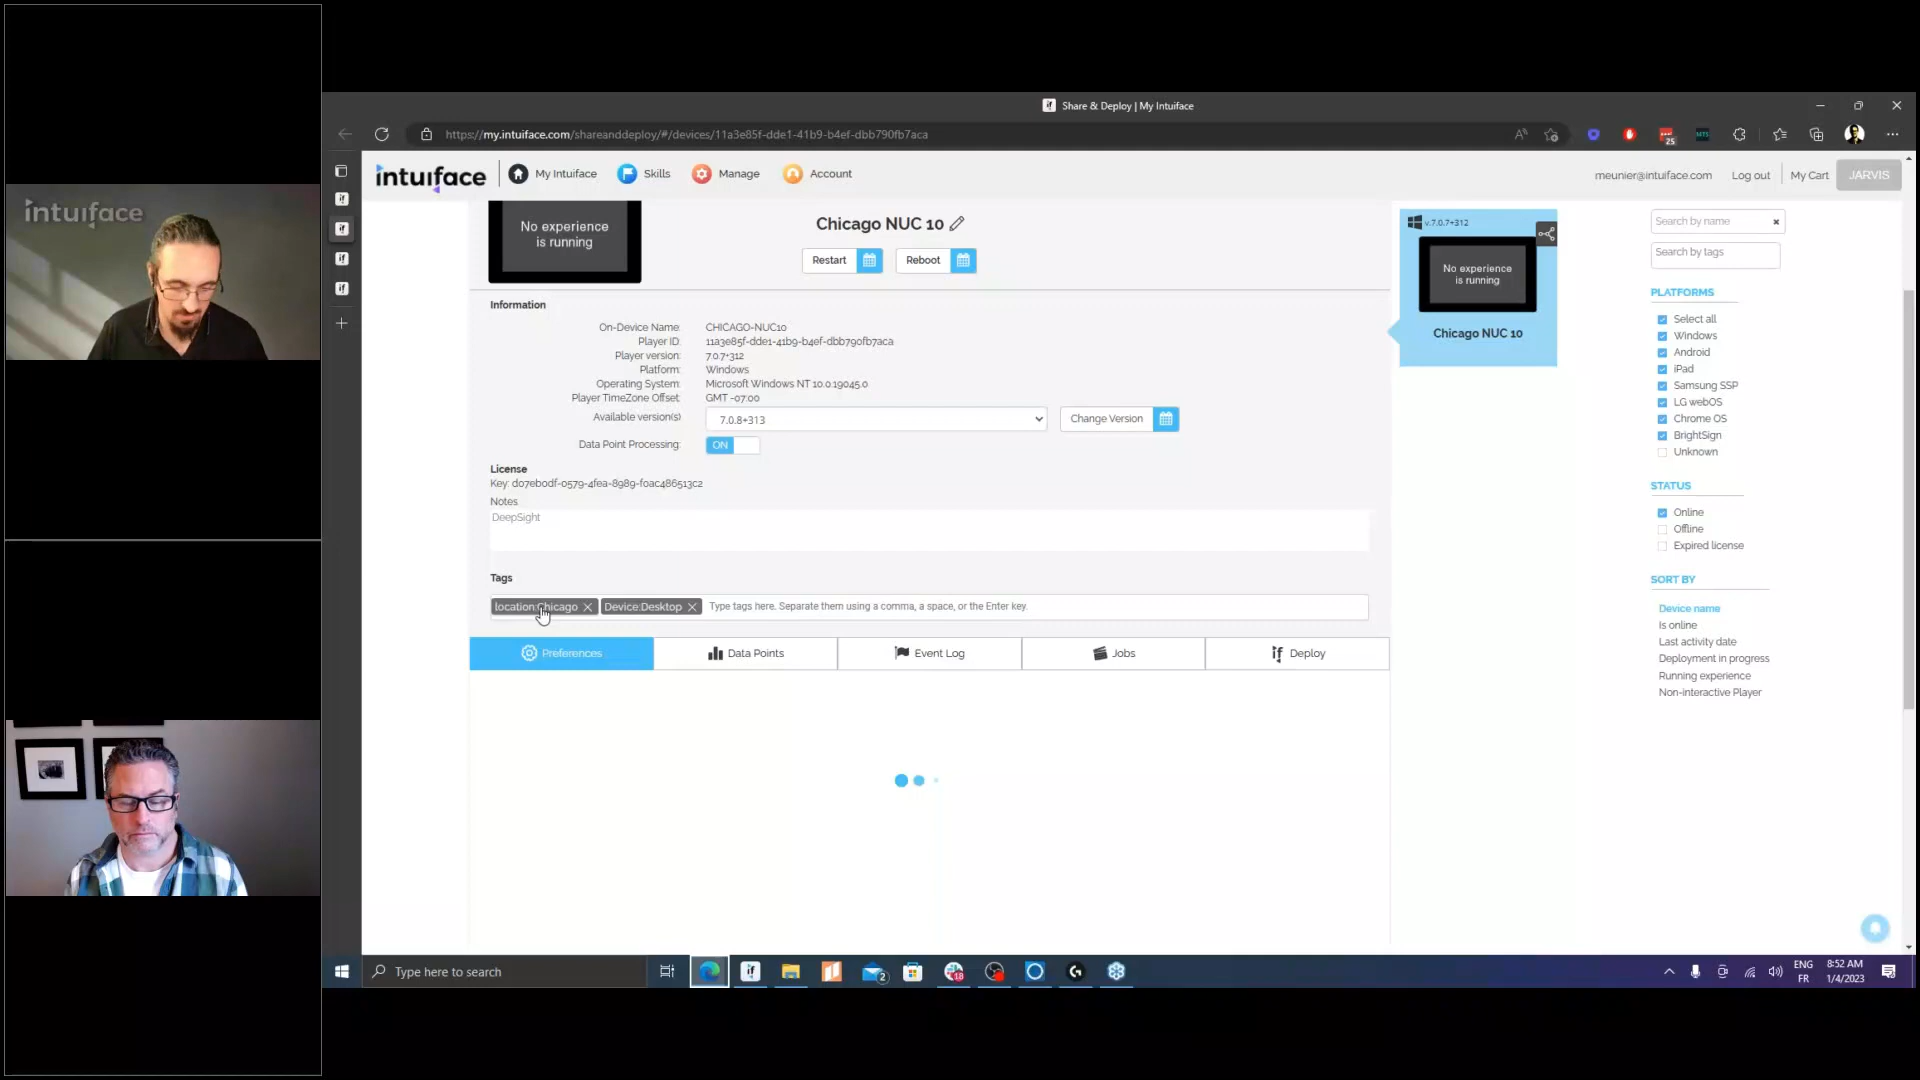 intuıface
Share & Deploy | My Intuiface
https://my.intuiface.com/shareanddeploy/#/devices/11a3e85f-dde1-41b9-b4ef-dbb790fb7aca
25
intuıface
My Intuiface
Skills
Manage
Account
meunier@intuiface.com
Log out
My Cart
JARVIS
No experience
is running
Chicago NUC 10
Restart
Reboot
Information
On-Device Name: CHICAGO-NUC10
Player ID: 11a3e85f-dde1-41b9-b4ef-dbb790fb7aca
Player version: 7.0.7+312
Platform: Windows
Operating System: Microsoft Windows NT 10.0.19045.0
Player TimeZone Offset: GMT -07:00
Available version(s) 7.0.8+313
Change Version
Data Point Processing: ON
License
Key: d07eb0df-0579-4fea-8989-f0ac486513c2
Notes
DeepSight
Tags
location:Chicago
Device:Desktop
Type tags here. Separate them using a comma, a space, or the Enter key.
Preferences
Data Points
Event Log
Jobs
Deploy
v.7.0.7+312
No experience
is running
Chicago NUC 10
Search by name
Search by tags
PLATFORMS
Select all
Windows
Android
iPad
Samsung SSP
LG webOS
Chrome OS
BrightSign
Unknown
STATUS
Online
Offline
Expired license
SORT BY
Device name
Is online
Last activity date
Deployment in progress
Running experience
Non-interactive Player
Type here to search
2
18
ENG
FR
8:52 AM
1/4/2023